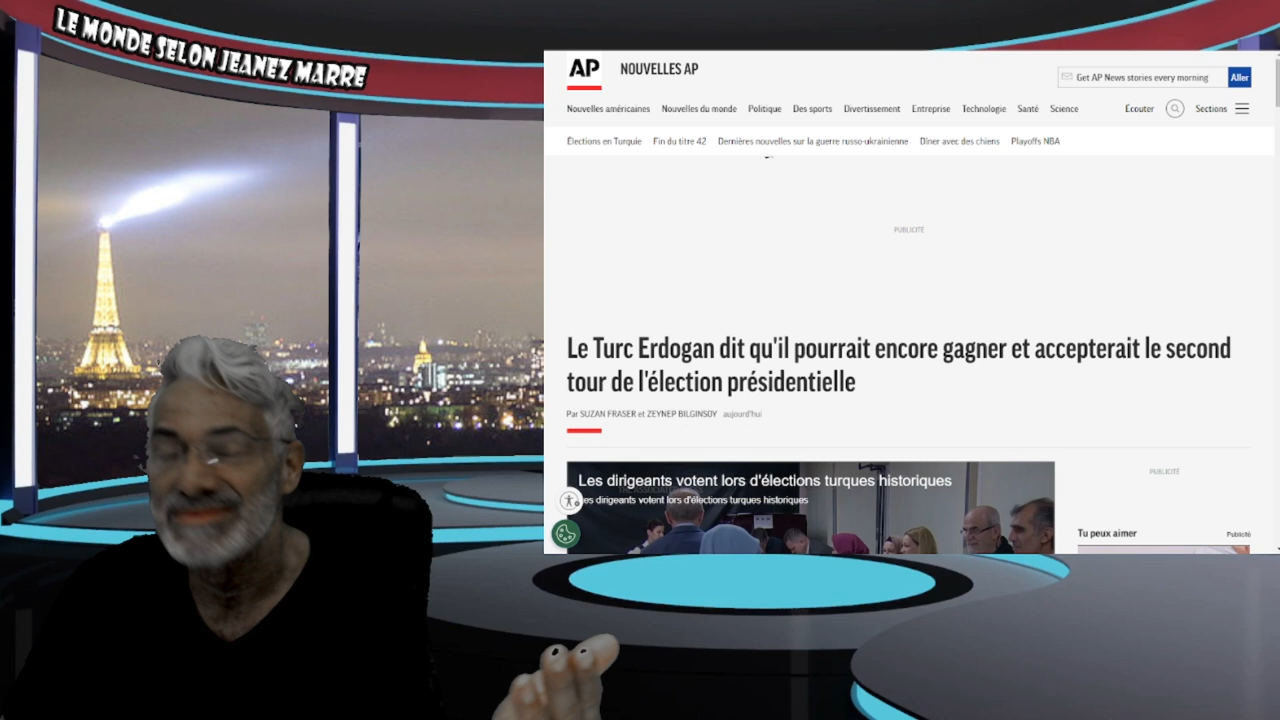 LE MONDE SELON JEANEZ MARRE
AP
NOUVELLES AP
Get AP News stories every morning
Aller
Nouvelles américaines Nouvelles du monde Politique Des sports Divertissement Entreprise Technologie Santé Science
Écouter
Sections
Élections en Turquie Fin du titre 42 Dernières nouvelles sur la guerre russo-ukrainienne Dîner avec des chiens Playoffs NBA
PUBLICITÉ
Le Turc Erdogan dit qu'il pourrait encore gagner et accepterait le second
tour de l'élection présidentielle
Par SUZAN FRASER et ZEYNEP BILGINSOY aujourd'hui
PUBLICITÉ
Les dirigeants votent lors d'élections turques historiques
es dirigeants votent lors d'élections turques historiques
Tu peux aimer
Publicité